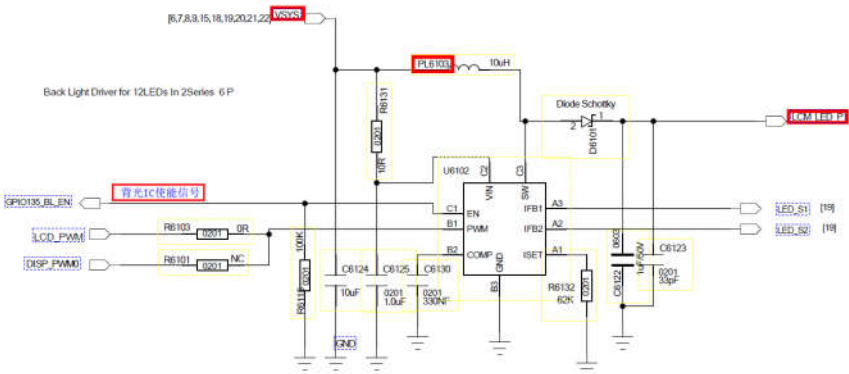 [6,7,8,9,15,18,19,20,21,22] VSYS
PL6103 10uH
Back Light Driver for 12LEDs In 2Series 6 P
R6131
0201
10R
Diode Schottky
2 1
D6101
LCM_LED_P
U6102
C2
C3
VIN
SW
背光IC使能信号
GPIO135_BL_EN
C1 EN
IFB1 A3
LED_S1 [19]
R6103 0R
LCD_PWM
0201
B1 PWM
IFB2 A2
LED_S2 [19]
R6101 NC
DISP_PWM0
0201
B2 COMP
ISET A1
GND
B3
100K
0201
C6124
10uF
C6125
0201
1.0uF
C6130
0201
330NF
R6132
62K
0201
0603
1uF/50V
C6122
C6123
0201
33pF
GND